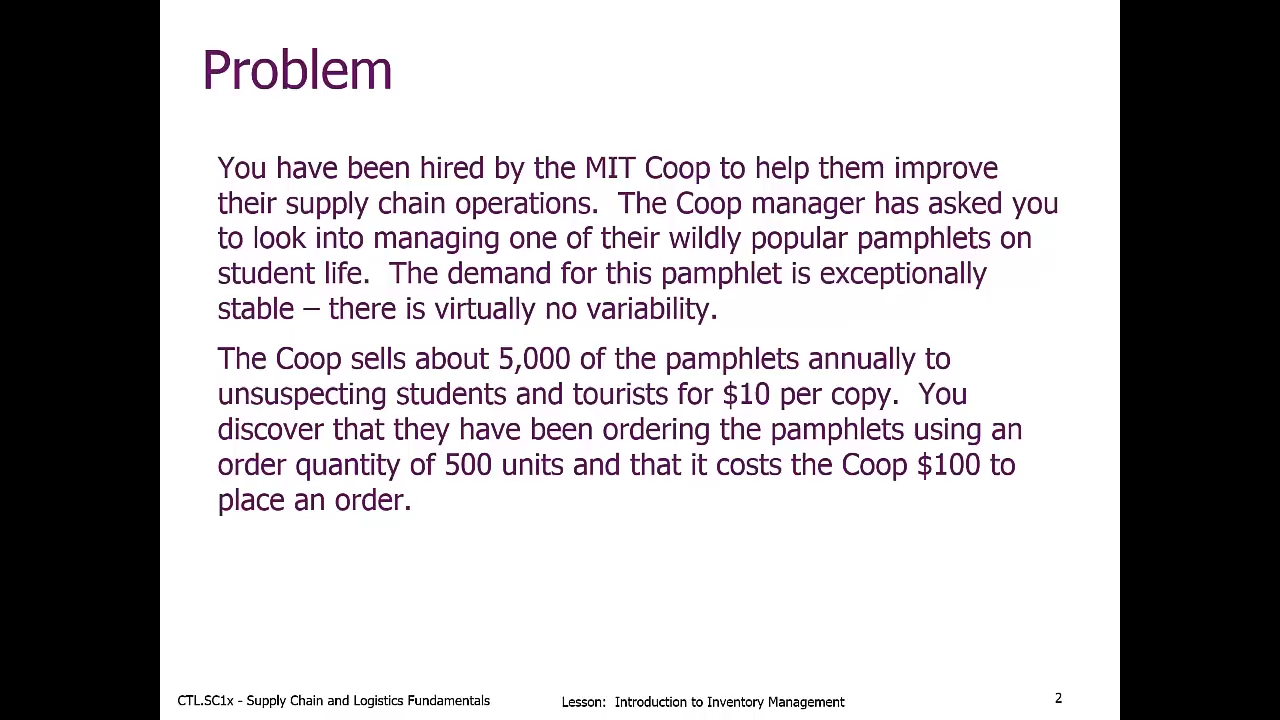 Problem
You have been hired by the MIT Coop to help them improve
their supply chain operations.  The Coop manager has asked you
to look into managing one of their wildly popular pamphlets on
student life.  The demand for this pamphlet is exceptionally
stable – there is virtually no variability.
The Coop sells about 5,000 of the pamphlets annually to
unsuspecting students and tourists for $10 per copy.  You
discover that they have been ordering the pamphlets using an
order quantity of 500 units and that it costs the Coop $100 to
place an order.
CTL.SC1x - Supply Chain and Logistics Fundamentals
Lesson:  Introduction to Inventory Management
2